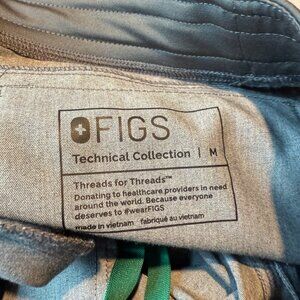 FIGS
Technical Collection | M
Threads for Threads™
Donating to healthcare providers in need
around the world. Because everyone
deserves to #wearFIGS
made in vietnam fabriqué au vietnam